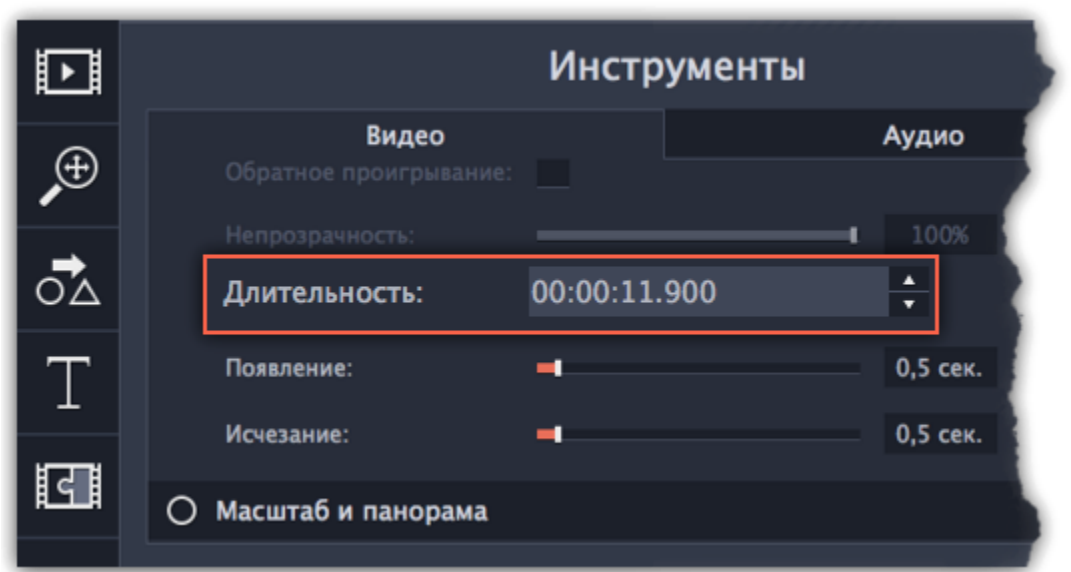 Инструменты
Видео Аудио
Обратное проигрывание:
Непрозрачность: 100%
Длительность: 00:00:11.900
Появление: 0,5 сек.
Исчезание: 0,5 сек.
Масштаб и панорама